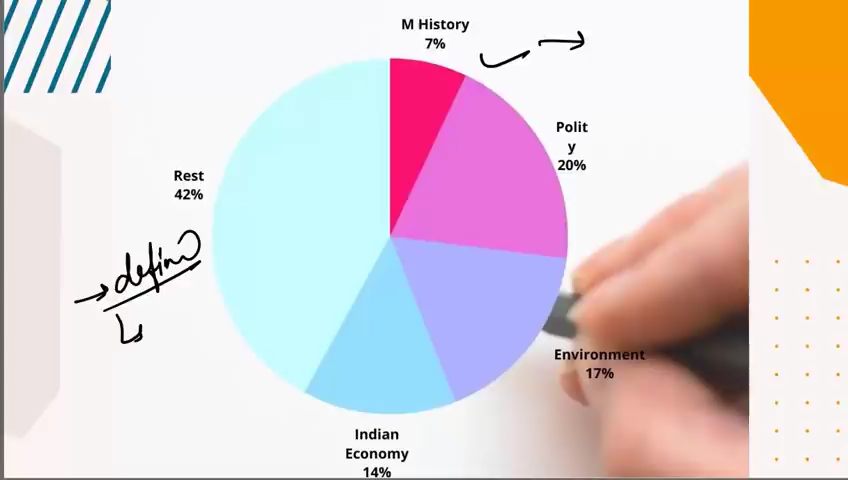 M History
7%
Polit
y
20%
Rest
42%
Environment
17%
Indian
Economy
14%